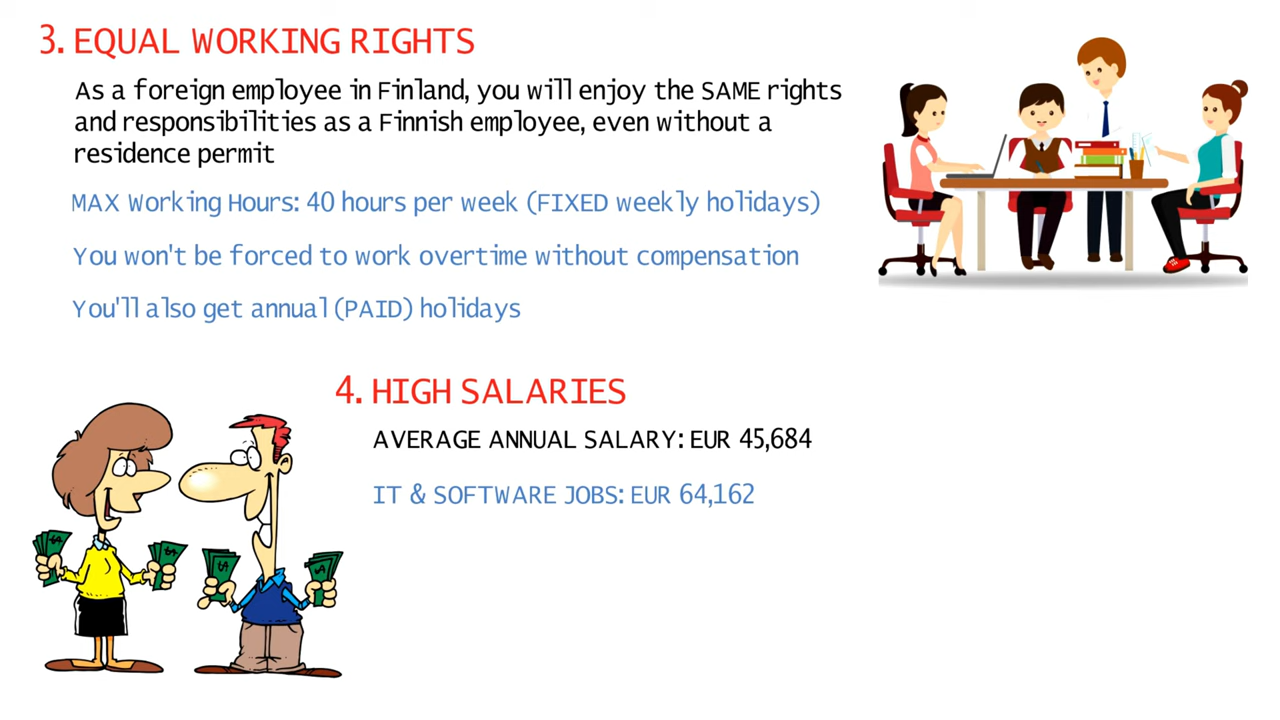 3. EQUAL WORKING RIGHTS
As a foreign employee in Finland, you will enjoy the SAME rights
and responsibilities as a Finnish employee, even without a
residence permit
MAX Working Hours: 40 hours per week (FIXED weekly holidays)
You won't be forced to work overtime without compensation
You'll also get annual (PAID) holidays
4. HIGH SALARIES
AVERAGE ANNUAL SALARY: EUR 45,684
IT & SOFTWARE JOBS: EUR 64,162